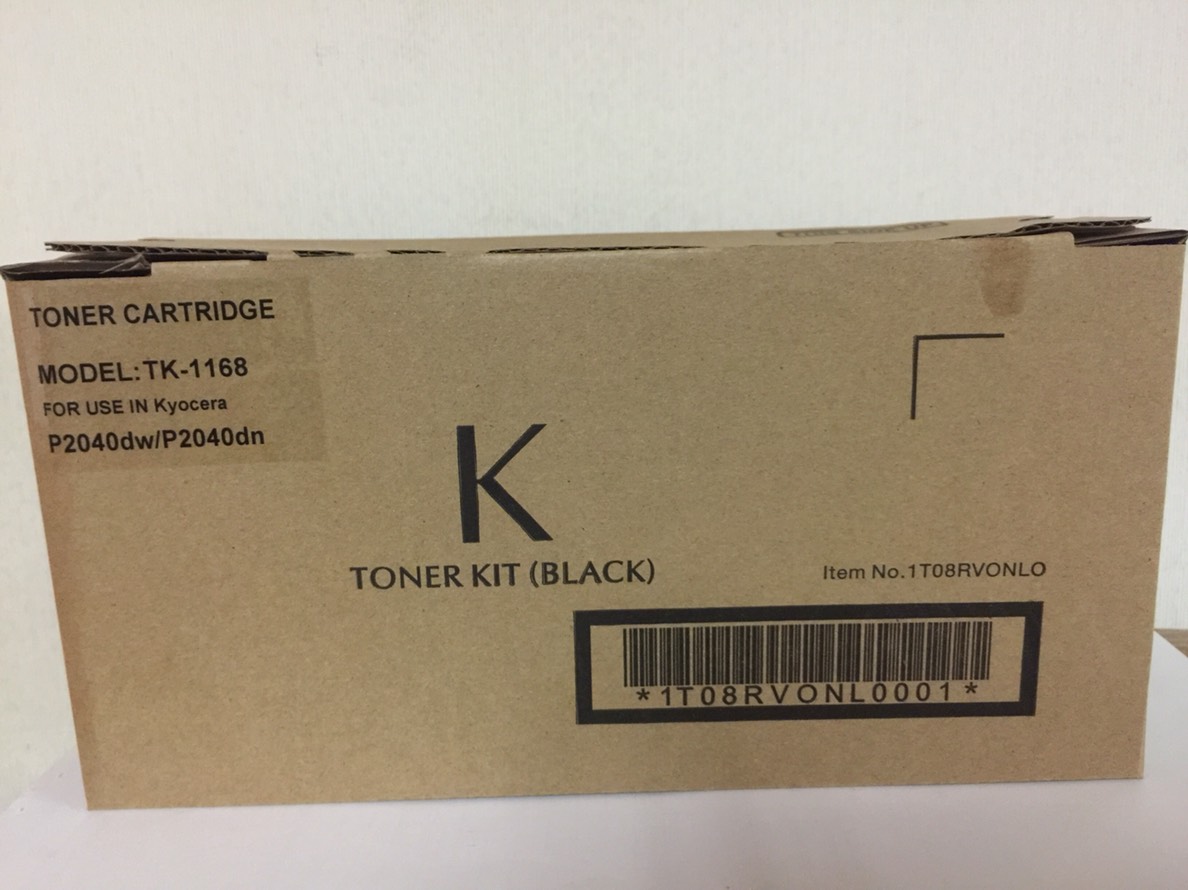 TONER CARTRIDGE
MODEL:TK-1168
FOR USE IN Kyocera
P2040dw/P2040dn
K
TONER KIT (BLACK)
Item No.1T08RVONLO
*1T08RVONL0001*